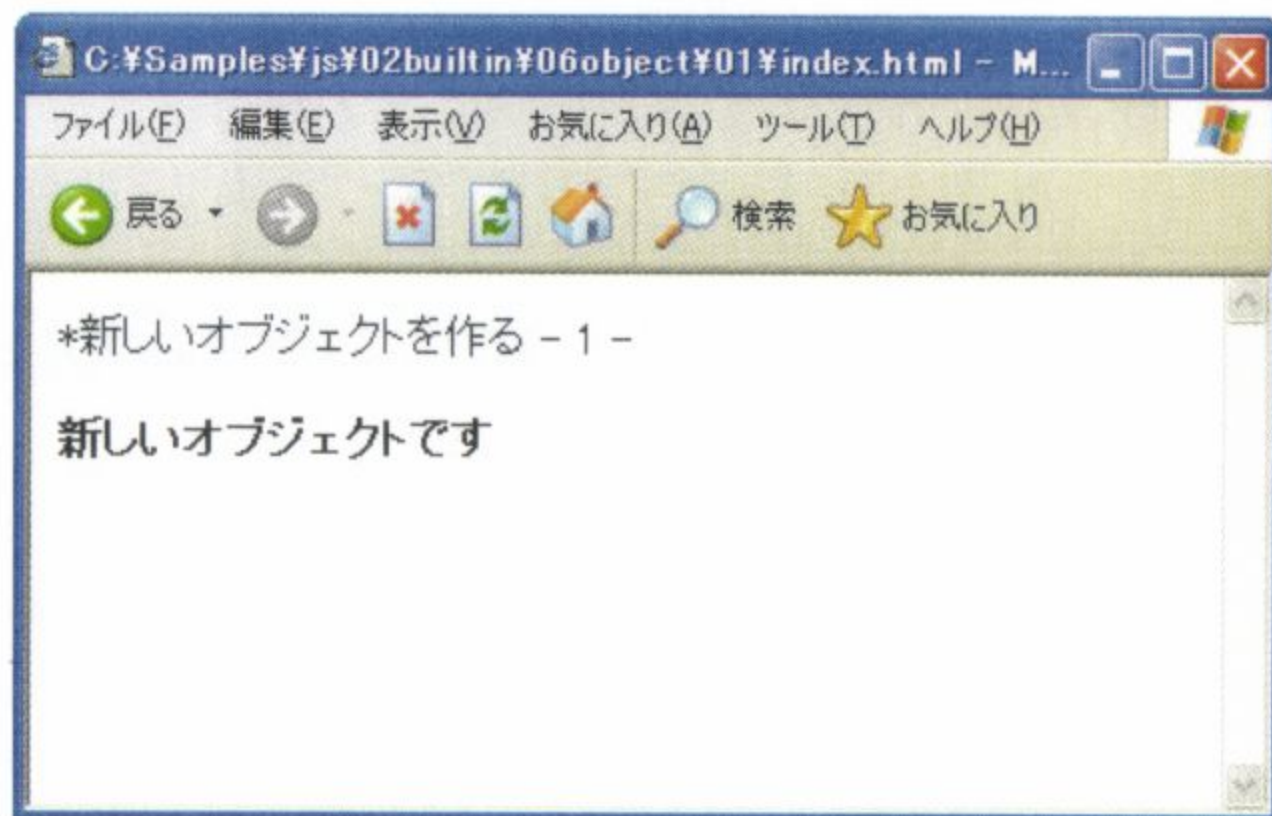 C:¥Samples¥js¥02builtin¥06object¥01¥index.html - M...
ファイル(F) 編集(E) 表示(V) お気に入り(A) ツール(T) ヘルプ(H)
戻る 検索 お気に入り
*新しいオブジェクトを作る - 1 -
新しいオブジェクトです